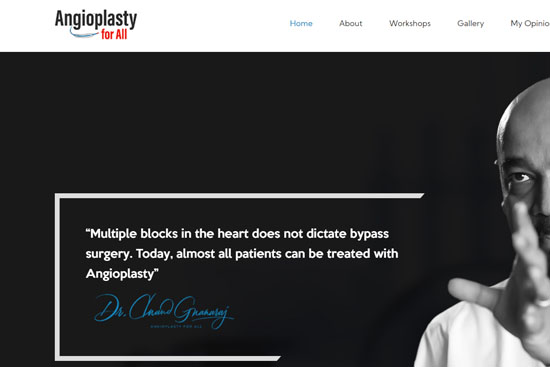 Angioplasty
for All
Home About Workshops Gallery My Opinio
“Multiple blocks in the heart does not dictate bypass
surgery. Today, almost all patients can be treated with
Angioplasty”
Dr. Chand Gnanaraj
ANGIOPLASTY FOR ALL